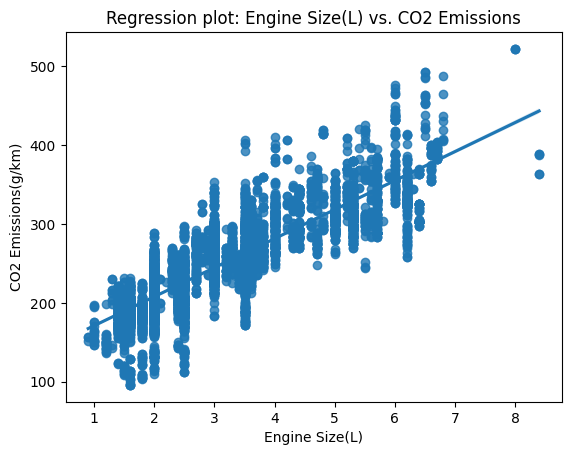 Regression plot: Engine Size(L) vs. CO2 Emissions
500
400
300
200
100
CO2 Emissions(g/km)
1 2 3 4 5 6 7 8
Engine Size(L)